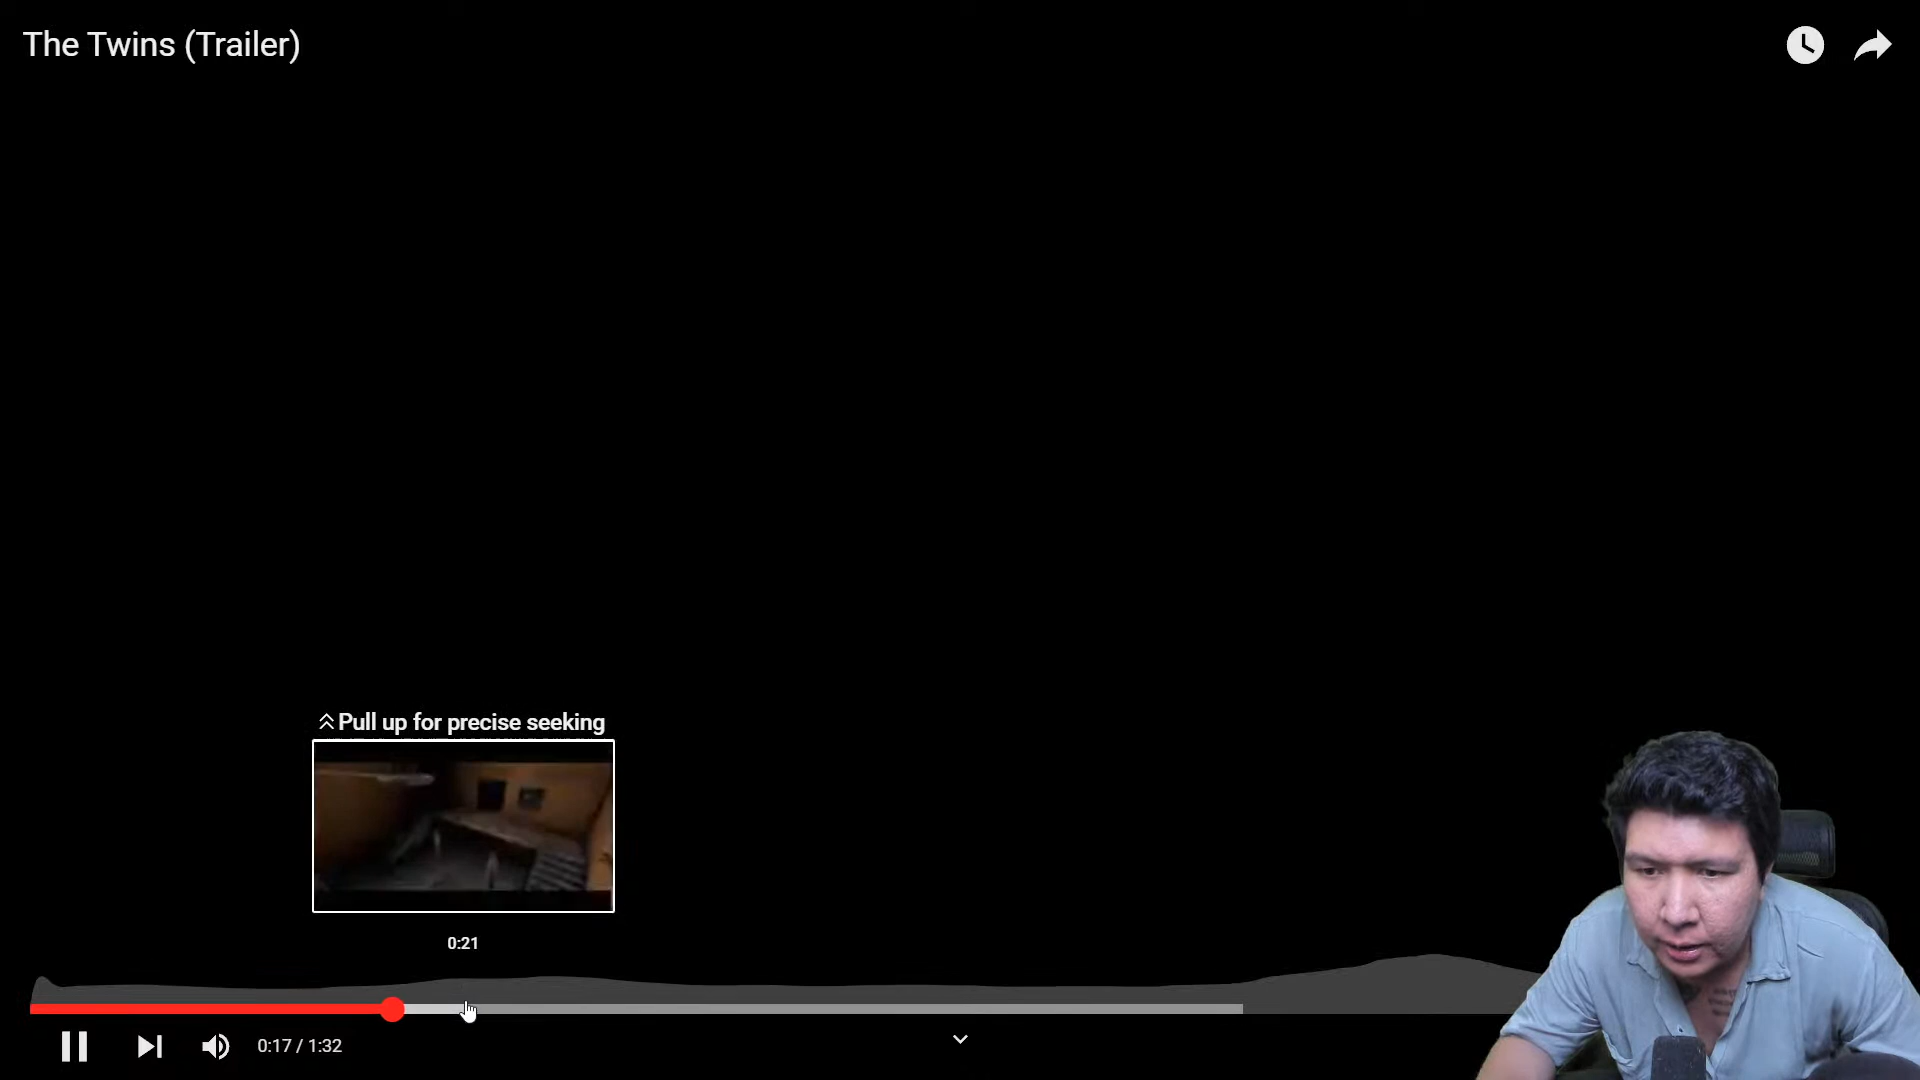 The Twins (Trailer)
Pull up for precise seeking
0:21
0:17 / 1:32